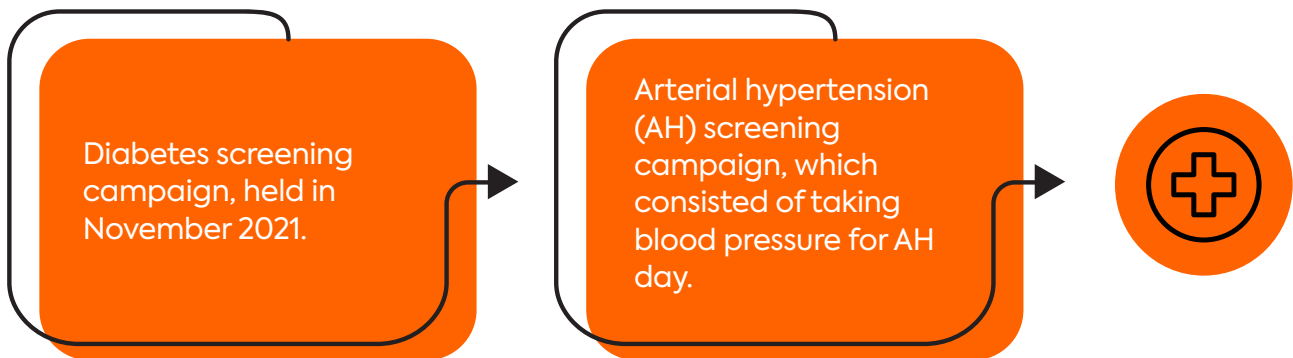 Diabetes screening
campaign, held in
November 2021.
Arterial hypertension
(AH) screening
campaign, which
consisted of taking
blood pressure for AH
day.